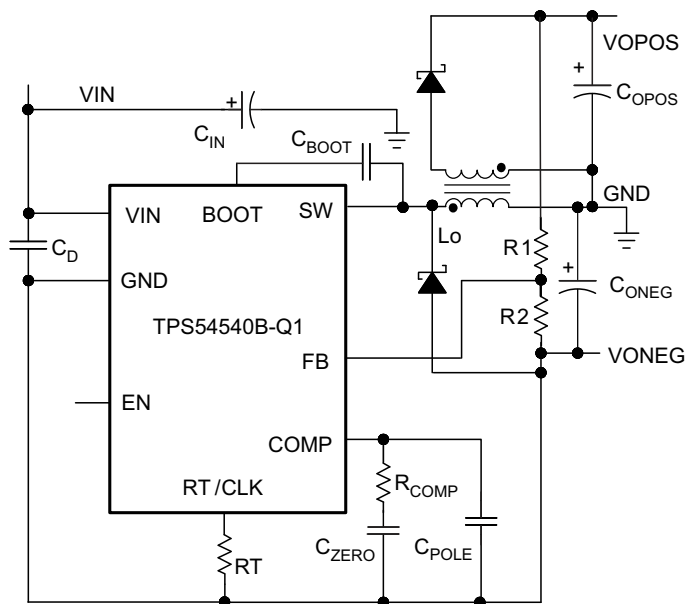 VOPOS
+
C_OPOS
VIN
+
C_IN
C_BOOT
GND
VIN
BOOT
SW
Lo
R1
+
C_ONEG
C_D
GND
R2
TPS54540B-Q1
FB
VONEG
EN
COMP
RT/CLK
R_COMP
RT
C_ZERO
C_POLE